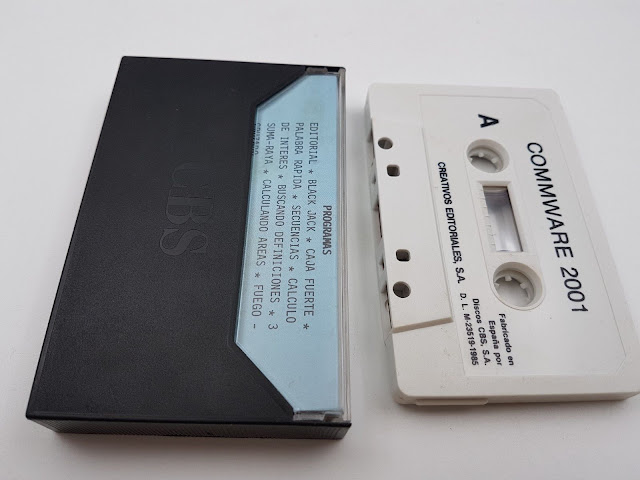 CBS
PROGRAMAS
EDITORIAL * BLACK JACK * CAJA FUERTE *
PALABRA RAPIDA * SECUENCIAS * CALCULO
DE INTERES * BUSCANDO DEFINICIONES * 3
SUMA-RAYA * CALCULANDO AREAS * FUEGO -
COMMWARE 2001
A
CREATIVOS EDITORIALES, S.A.
Fabricado en
España por
Discos CBS, S.A.
D. L. M-23519-1985